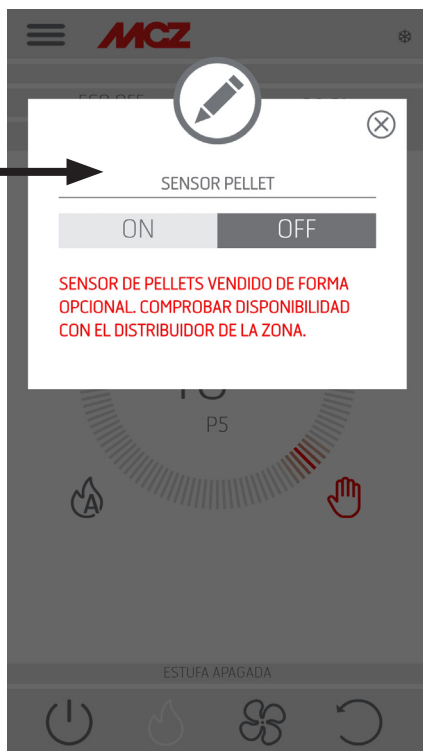 MCZ
SENSOR PELLET
ON OFF
SENSOR DE PELLETS VENDIDO DE FORMA
OPCIONAL. COMPROBAR DISPONIBILIDAD
CON EL DISTRIBUIDOR DE LA ZONA.
P5
A
ESTUFA APAGADA